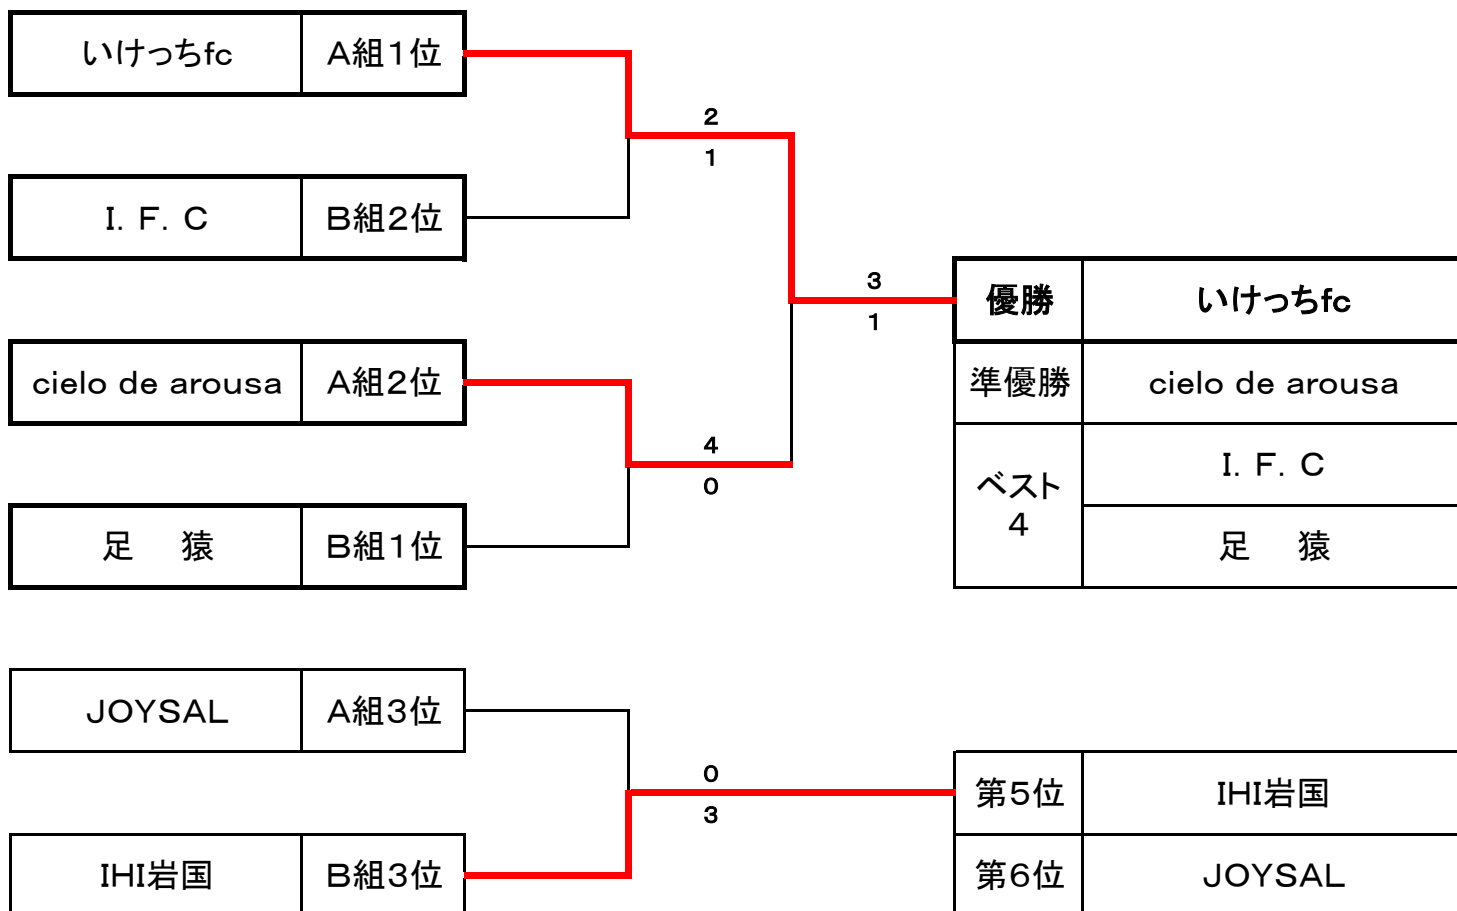 いけっちfc A組1位
2
1
I. F. C B組2位
3
1
優勝 いけっちfc
cielo de arousa A組2位
準優勝 cielo de arousa
4
0
ベスト
4
I. F. C
足 猿
足 猿 B組1位
JOYSAL A組3位
0
3
第5位 IHI岩国
IHI岩国 B組3位
第6位 JOYSAL